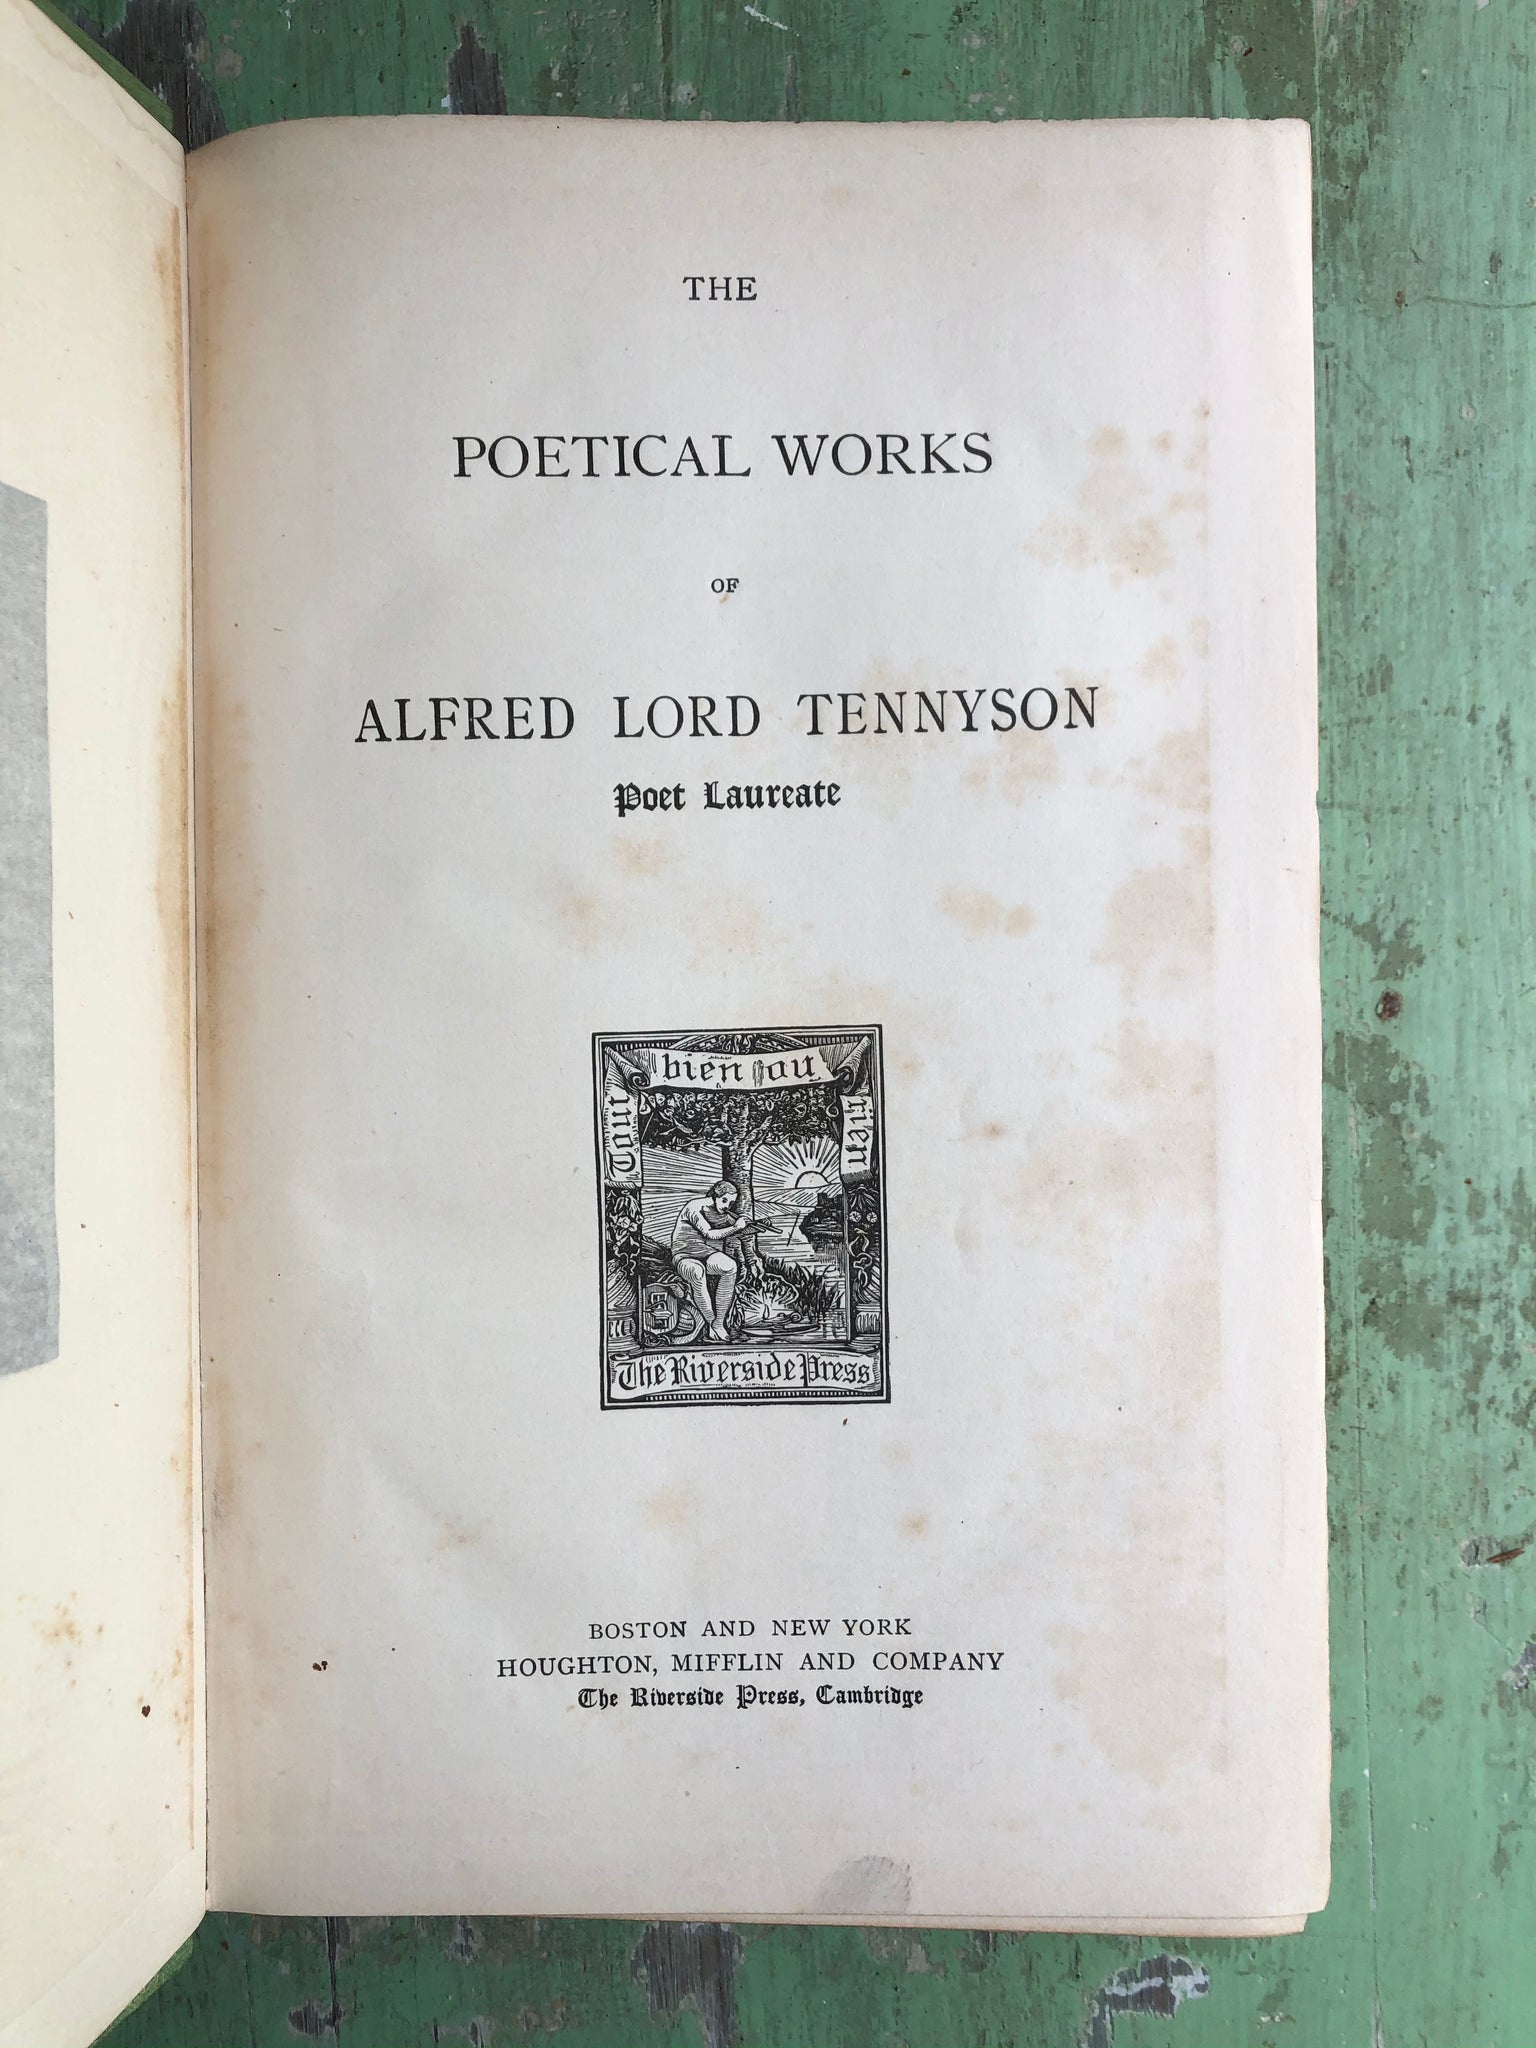 THE
POETICAL WORKS
OF
ALFRED LORD TENNYSON
Poet Laureate
Tout
bien ou
rien
The Riverside Press
BOSTON AND NEW YORK
HOUGHTON, MIFFLIN AND COMPANY
The Riverside Press, Cambridge